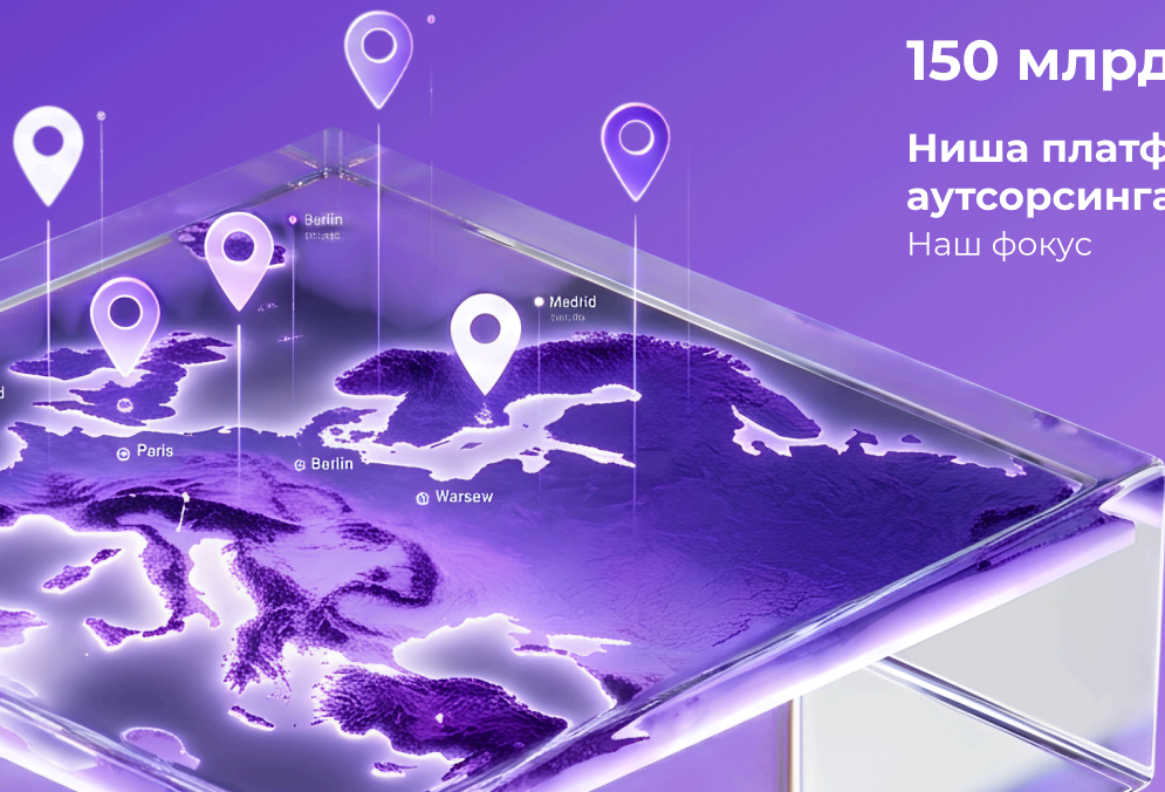 150 млрд
Ниша платф
аутсорсинга
Наш фокус
Berlin
Medrid
Paris
Berlin
Warsew